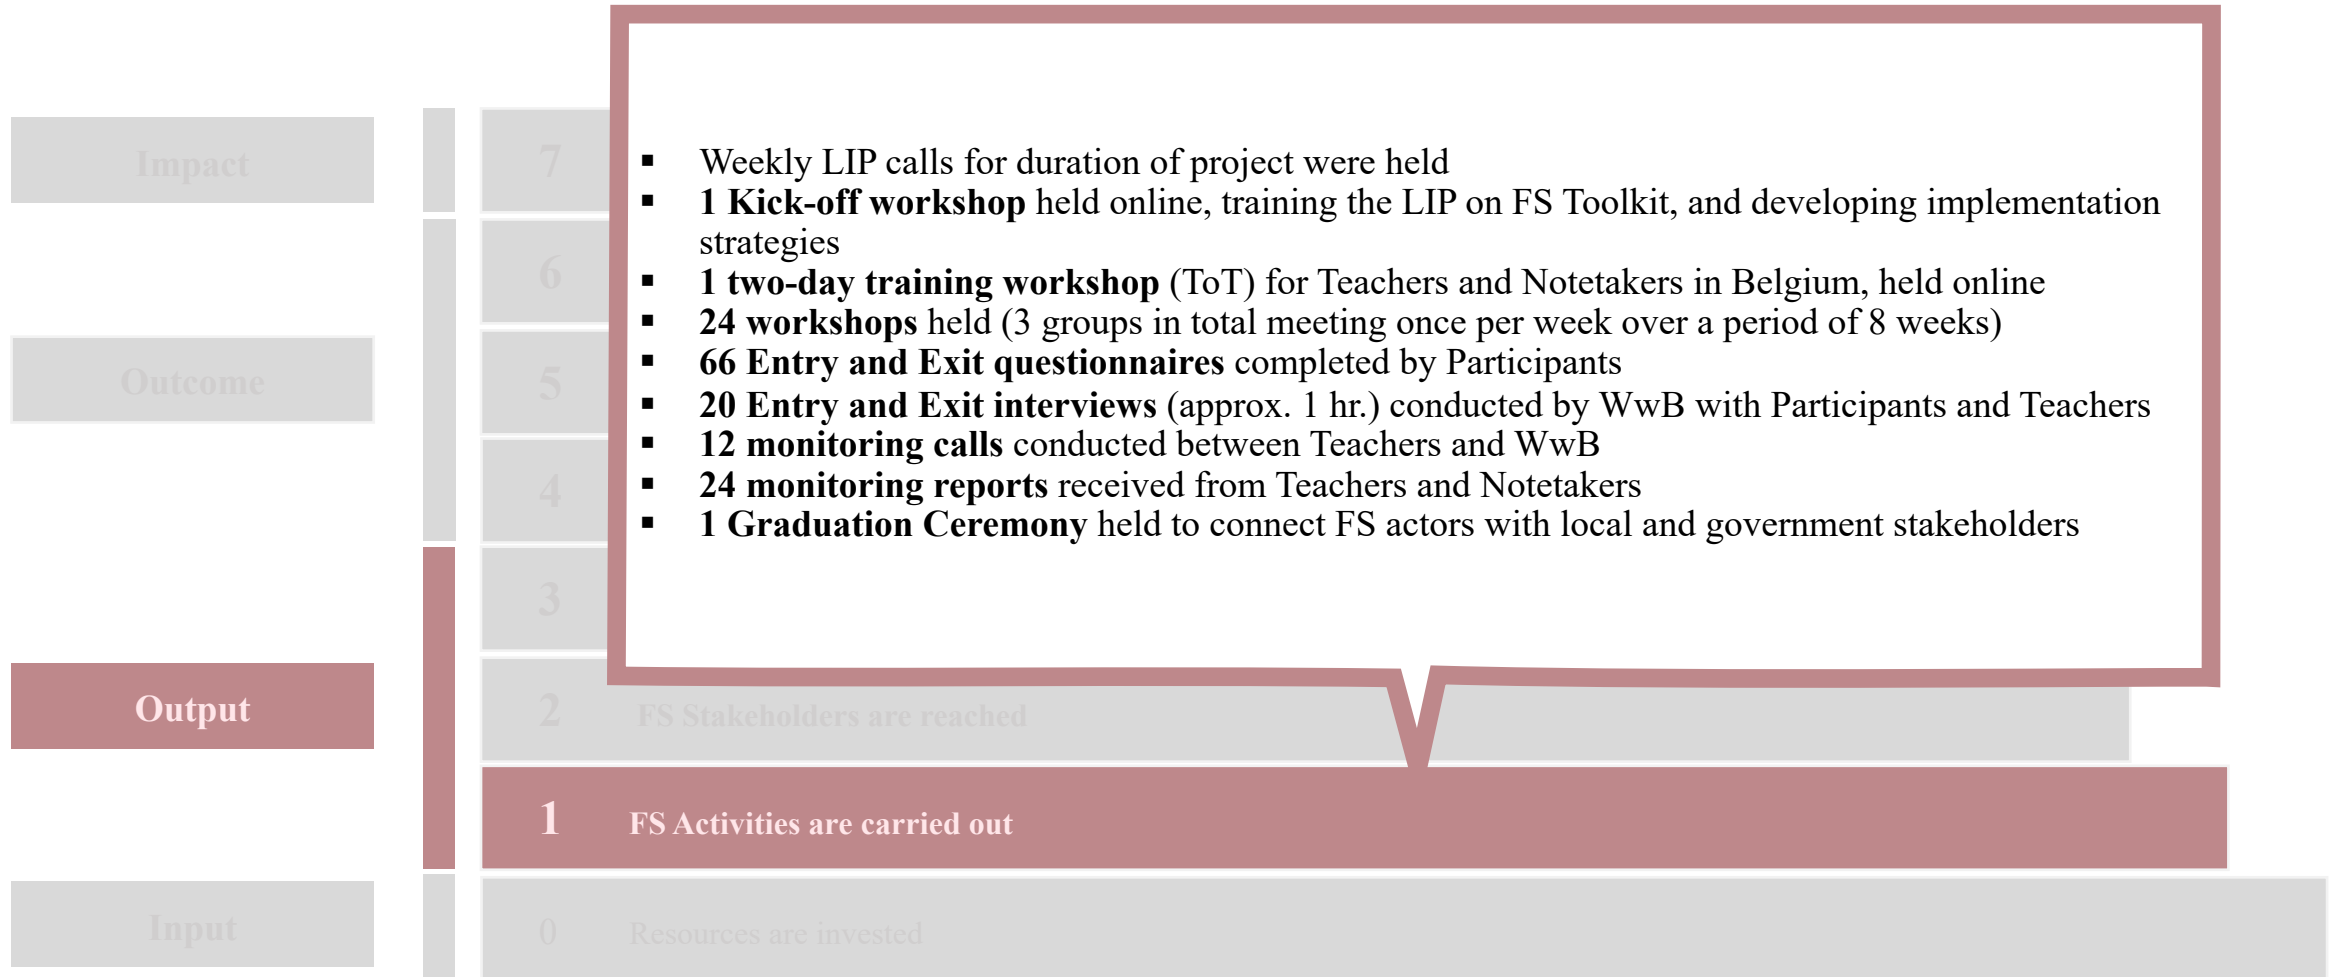 Impact
Outcome
Output
Input
7
6
5
4
3
2 FS Stakeholders are reached
1 FS Activities are carried out
0 Resources are invested
▪ Weekly LIP calls for duration of project were held
▪ 1 Kick-off workshop held online, training the LIP on FS Toolkit, and developing implementation
strategies
▪ 1 two-day training workshop (ToT) for Teachers and Notetakers in Belgium, held online
▪ 24 workshops held (3 groups in total meeting once per week over a period of 8 weeks)
▪ 66 Entry and Exit questionnaires completed by Participants
▪ 20 Entry and Exit interviews (approx. 1 hr.) conducted by WwB with Participants and Teachers
▪ 12 monitoring calls conducted between Teachers and WwB
▪ 24 monitoring reports received from Teachers and Notetakers
▪ 1 Graduation Ceremony held to connect FS actors with local and government stakeholders